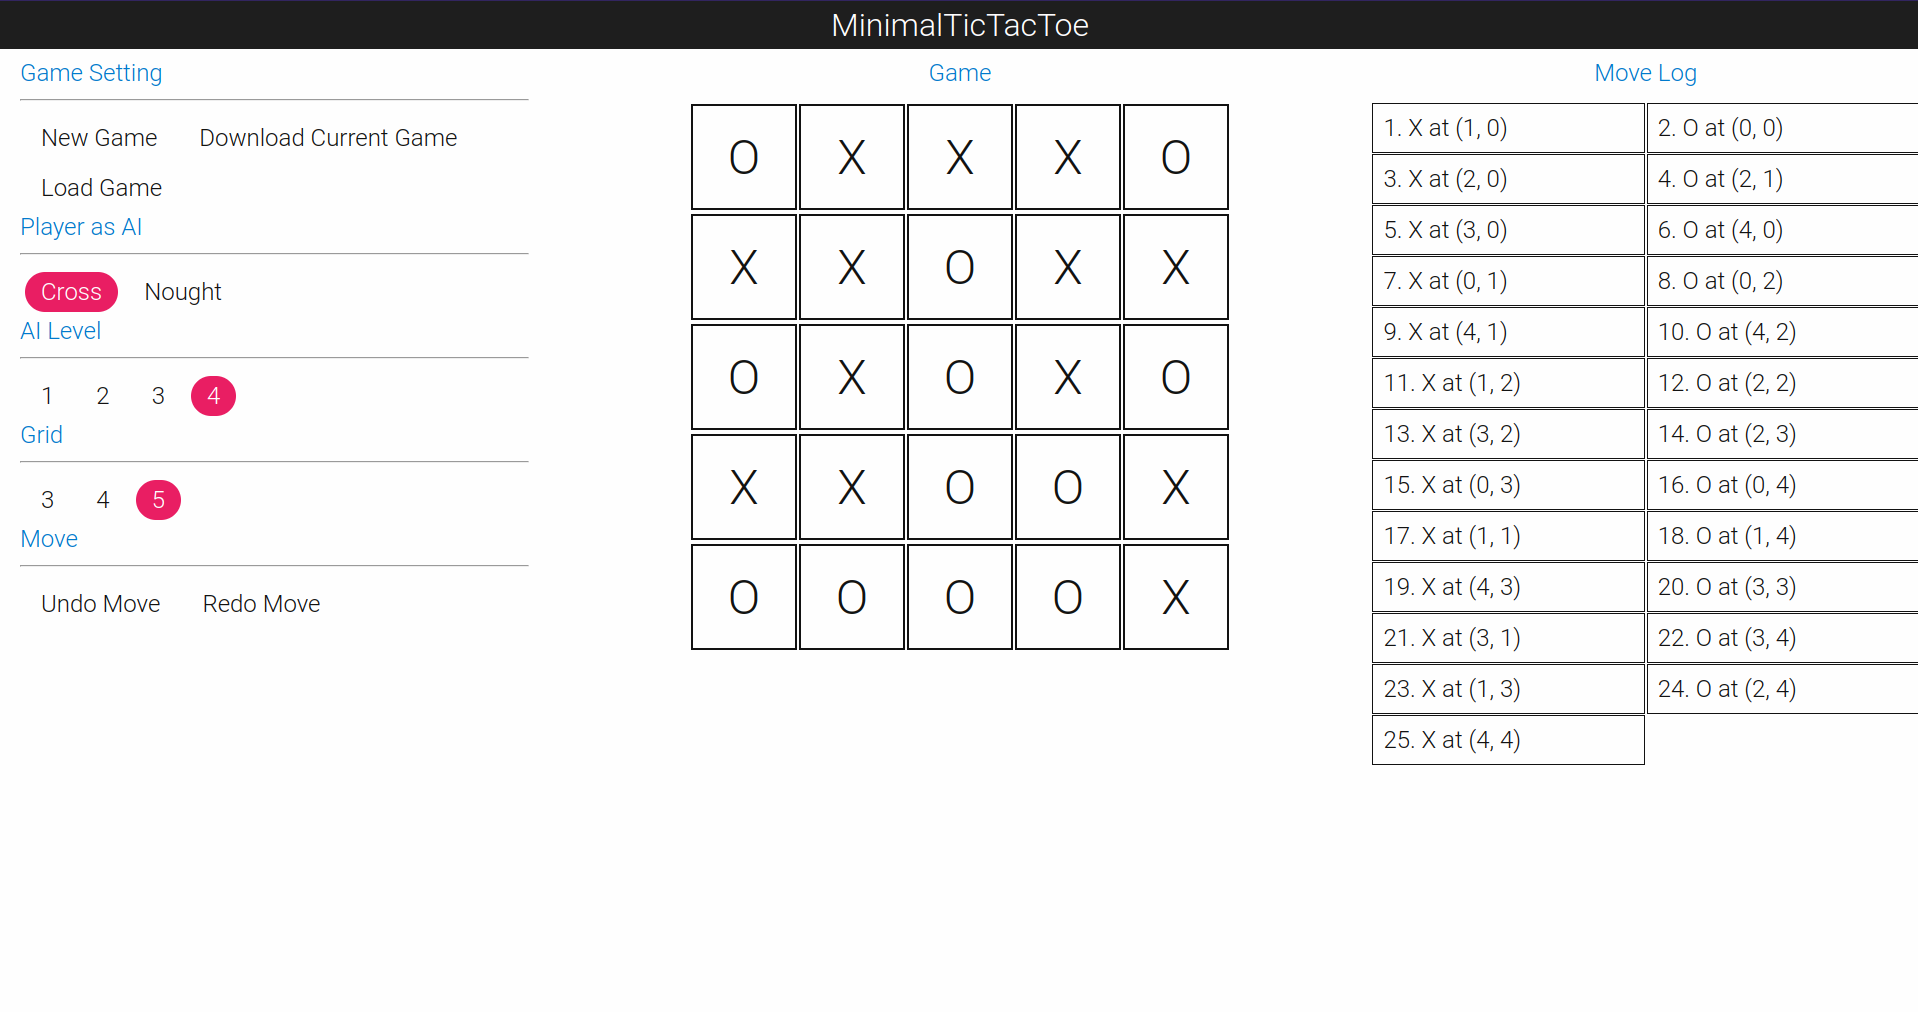 MinimalTicTacToe
Game Setting
New Game Download Current Game
Load Game
Player as AI
Cross Nought
AI Level
1 2 3 4
Grid
3 4 5
Move
Undo Move Redo Move
Game
O X X X O
X X O X X
O X O X O
X X O O X
O O O O X
Move Log
1. X at (1, 0) 2. O at (0, 0)
3. X at (2, 0) 4. O at (2, 1)
5. X at (3, 0) 6. O at (4, 0)
7. X at (0, 1) 8. O at (0, 2)
9. X at (4, 1) 10. O at (4, 2)
11. X at (1, 2) 12. O at (2, 2)
13. X at (3, 2) 14. O at (2, 3)
15. X at (0, 3) 16. O at (0, 4)
17. X at (1, 1) 18. O at (1, 4)
19. X at (4, 3) 20. O at (3, 3)
21. X at (3, 1) 22. O at (3, 4)
23. X at (1, 3) 24. O at (2, 4)
25. X at (4, 4)